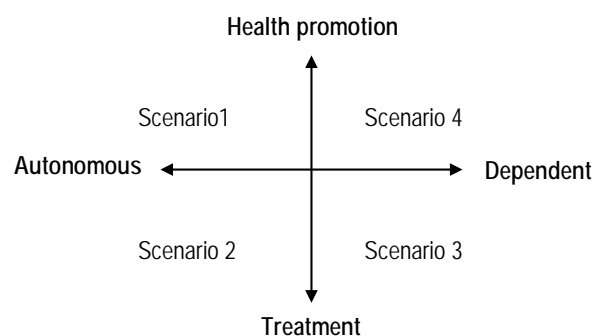 Health promotion
Scenario1
Scenario 4
Autonomous
Dependent
Scenario 2
Scenario 3
Treatment